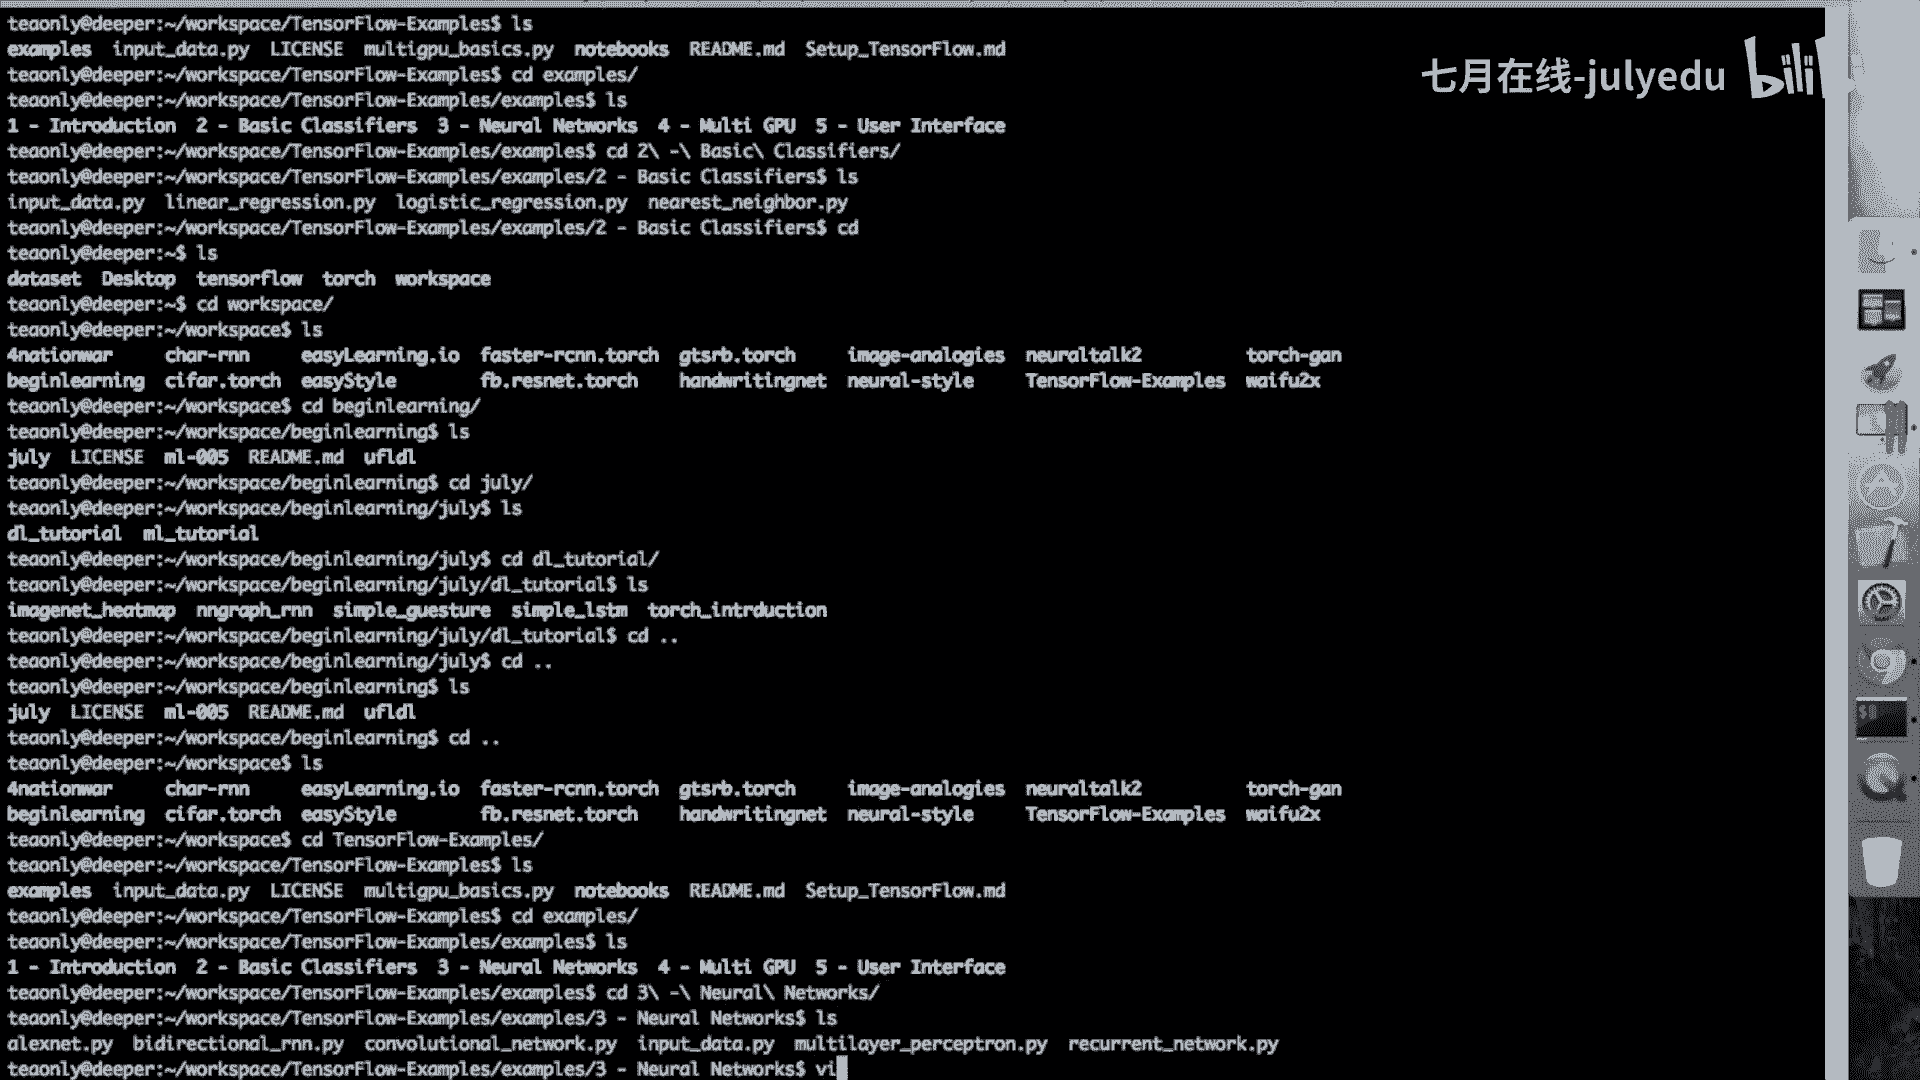 teaonly@deeper:~/workspace/TensorFlow-Examples$ ls
examples  input_data.py  LICENSE  multigpu_basics.py  notebooks  README.md  Setup_TensorFlow.md
teaonly@deeper:~/workspace/TensorFlow-Examples$ cd examples/
七月在线-julyedu bili
teaonly@deeper:~/workspace/TensorFlow-Examples/examples$ ls
1 - Introduction  2 - Basic Classifiers  3 - Neural Networks  4 - Multi GPU  5 - User Interface
teaonly@deeper:~/workspace/TensorFlow-Examples/examples$ cd 2\ -\ Basic\ Classifiers/
teaonly@deeper:~/workspace/TensorFlow-Examples/examples/2 - Basic Classifiers$ ls
input_data.py  linear_regression.py  logistic_regression.py  nearest_neighbor.py
teaonly@deeper:~/workspace/TensorFlow-Examples/examples/2 - Basic Classifiers$ cd
teaonly@deeper:~$ ls
dataset  Desktop  tensorflow  torch  workspace
teaonly@deeper:~$ cd workspace/
teaonly@deeper:~/workspace$ ls
4nationwar     char-rnn     easyLearning.io  faster-rcnn.torch  gtsrb.torch     image-analogies  neuraltalk2          torch-gan
beginlearning  cifar.torch  easyStyle        fb.resnet.torch    handwritingnet  neural-style     TensorFlow-Examples  waifu2x
teaonly@deeper:~/workspace$ cd beginlearning/
teaonly@deeper:~/workspace/beginlearning$ ls
july  LICENSE  ml-005  README.md  ufldl
teaonly@deeper:~/workspace/beginlearning$ cd july/
teaonly@deeper:~/workspace/beginlearning/july$ ls
dl_tutorial  ml_tutorial
teaonly@deeper:~/workspace/beginlearning/july$ cd dl_tutorial/
teaonly@deeper:~/workspace/beginlearning/july/dl_tutorial$ ls
imagenet_heatmap  nngraph_rnn  simple_guesture  simple_lstm  torch_intrduction
teaonly@deeper:~/workspace/beginlearning/july/dl_tutorial$ cd ..
teaonly@deeper:~/workspace/beginlearning/july$ cd ..
teaonly@deeper:~/workspace/beginlearning$ ls
july  LICENSE  ml-005  README.md  ufldl
teaonly@deeper:~/workspace/beginlearning$ cd ..
teaonly@deeper:~/workspace$ ls
4nationwar     char-rnn     easyLearning.io  faster-rcnn.torch  gtsrb.torch     image-analogies  neuraltalk2          torch-gan
beginlearning  cifar.torch  easyStyle        fb.resnet.torch    handwritingnet  neural-style     TensorFlow-Examples  waifu2x
teaonly@deeper:~/workspace$ cd TensorFlow-Examples/
teaonly@deeper:~/workspace/TensorFlow-Examples$ ls
examples  input_data.py  LICENSE  multigpu_basics.py  notebooks  README.md  Setup_TensorFlow.md
teaonly@deeper:~/workspace/TensorFlow-Examples$ cd examples/
teaonly@deeper:~/workspace/TensorFlow-Examples/examples$ ls
1 - Introduction  2 - Basic Classifiers  3 - Neural Networks  4 - Multi GPU  5 - User Interface
teaonly@deeper:~/workspace/TensorFlow-Examples/examples$ cd 3\ -\ Neural\ Networks/
teaonly@deeper:~/workspace/TensorFlow-Examples/examples/3 - Neural Networks$ ls
alexnet.py  bidirectional_rnn.py  convolutional_network.py  input_data.py  multilayer_perceptron.py  recurrent_network.py
teaonly@deeper:~/workspace/TensorFlow-Examples/examples/3 - Neural Networks$ vi